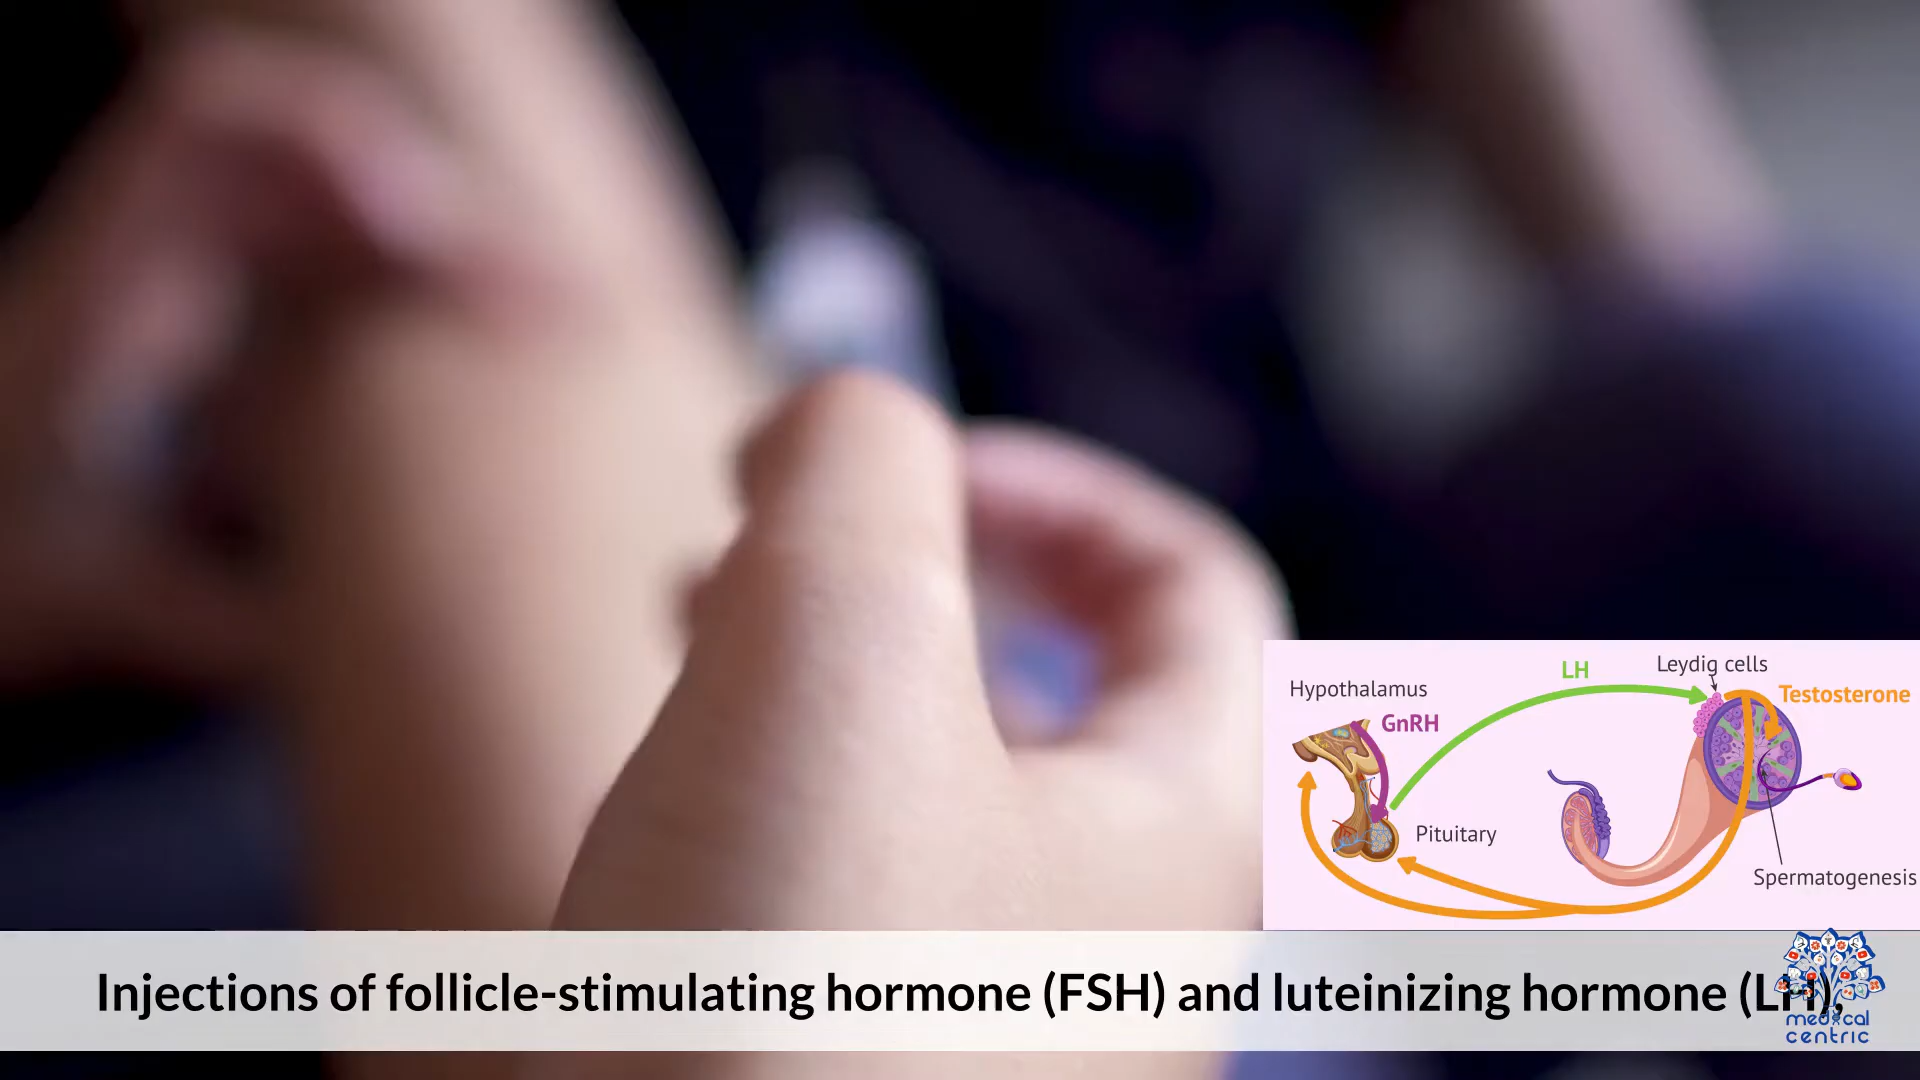 LH
Leydig cells
Hypothalamus
Testosterone
GnRH
Pituitary
Spermatogenesis
Injections of follicle-stimulating hormone (FSH) and luteinizing hormone (LH),
medical
centric